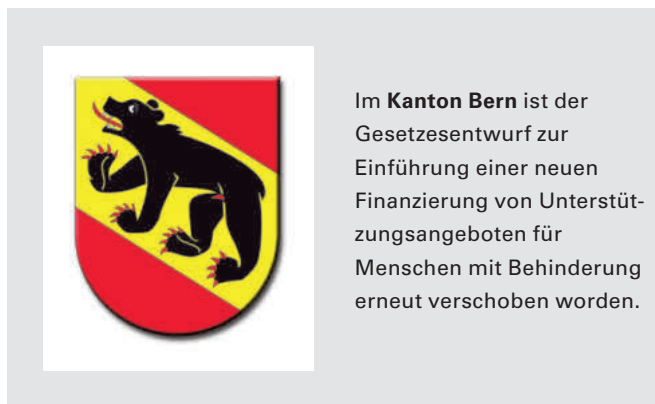 Im Kanton Bern ist der
Gesetzesentwurf zur
Einführung einer neuen
Finanzierung von Unterstüt-
zungsangeboten für
Menschen mit Behinderung
erneut verschoben worden.